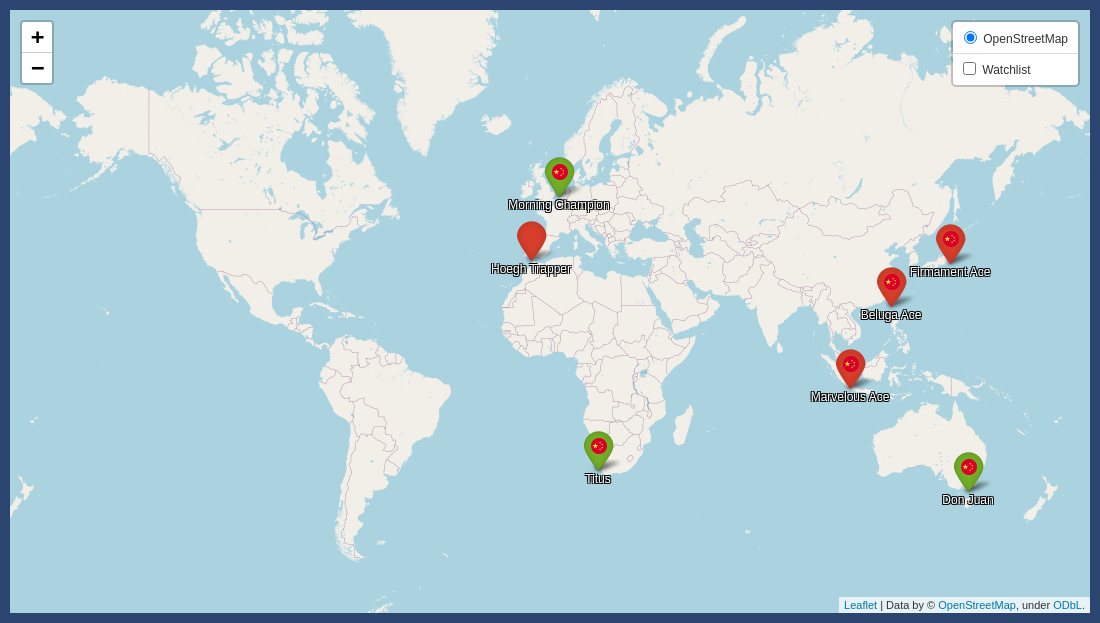 +
−
OpenStreetMap
Watchlist
Morning Champion
Hoegh Trapper
Firmament Ace
Beluga Ace
Marvelous Ace
Titus
Don Juan
Leaflet | Data by © OpenStreetMap, under ODbL.